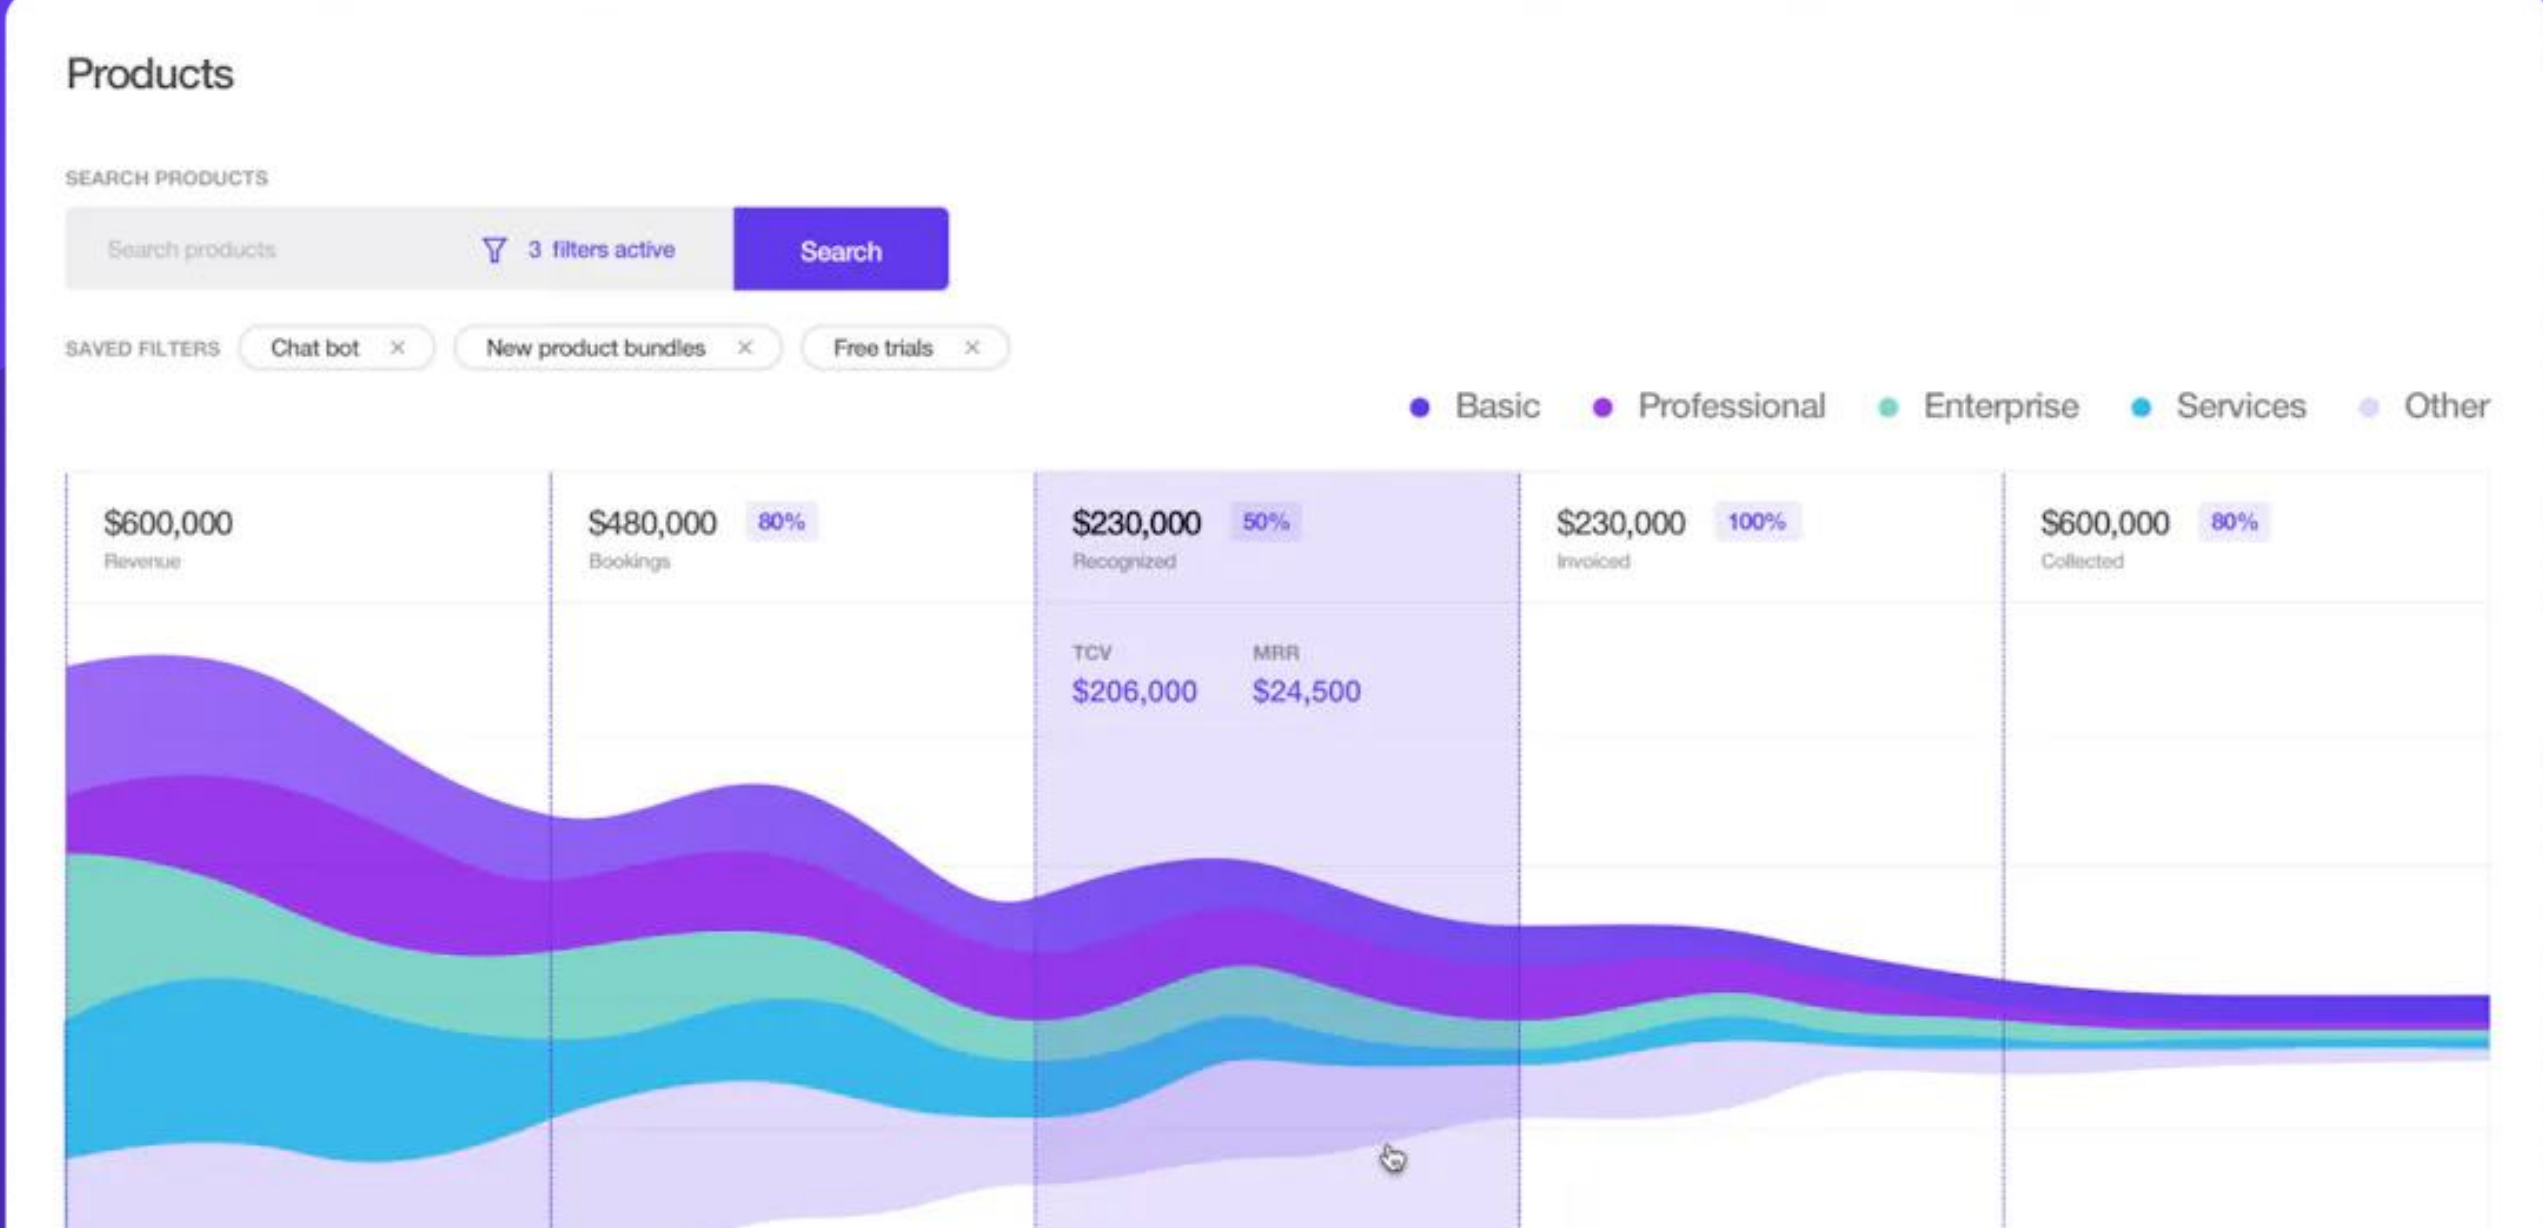 Products
SEARCH PRODUCTS
Search products 3 filters active Search
SAVED FILTERS Chat bot × New product bundles × Free trials ×
Basic Professional Enterprise Services Other
$600,000 $480,000 80% $230,000 50% $230,000 100% $600,000 80%
Revenue Bookings Recognized Invoiced Collected
TCV MRR
$206,000 $24,500